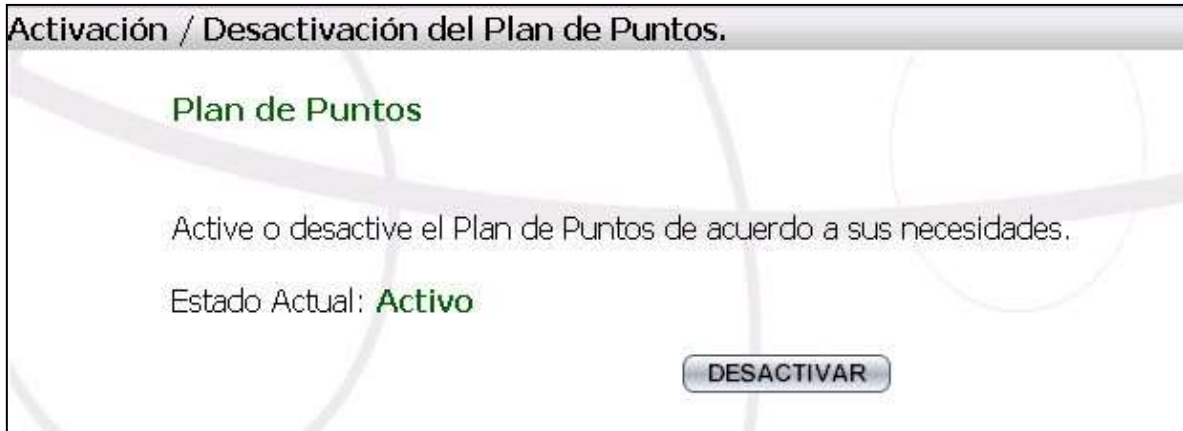 Activación / Desactivación del Plan de Puntos.
Plan de Puntos
Active o desactive el Plan de Puntos de acuerdo a sus necesidades.
Estado Actual: Activo
DESACTIVAR